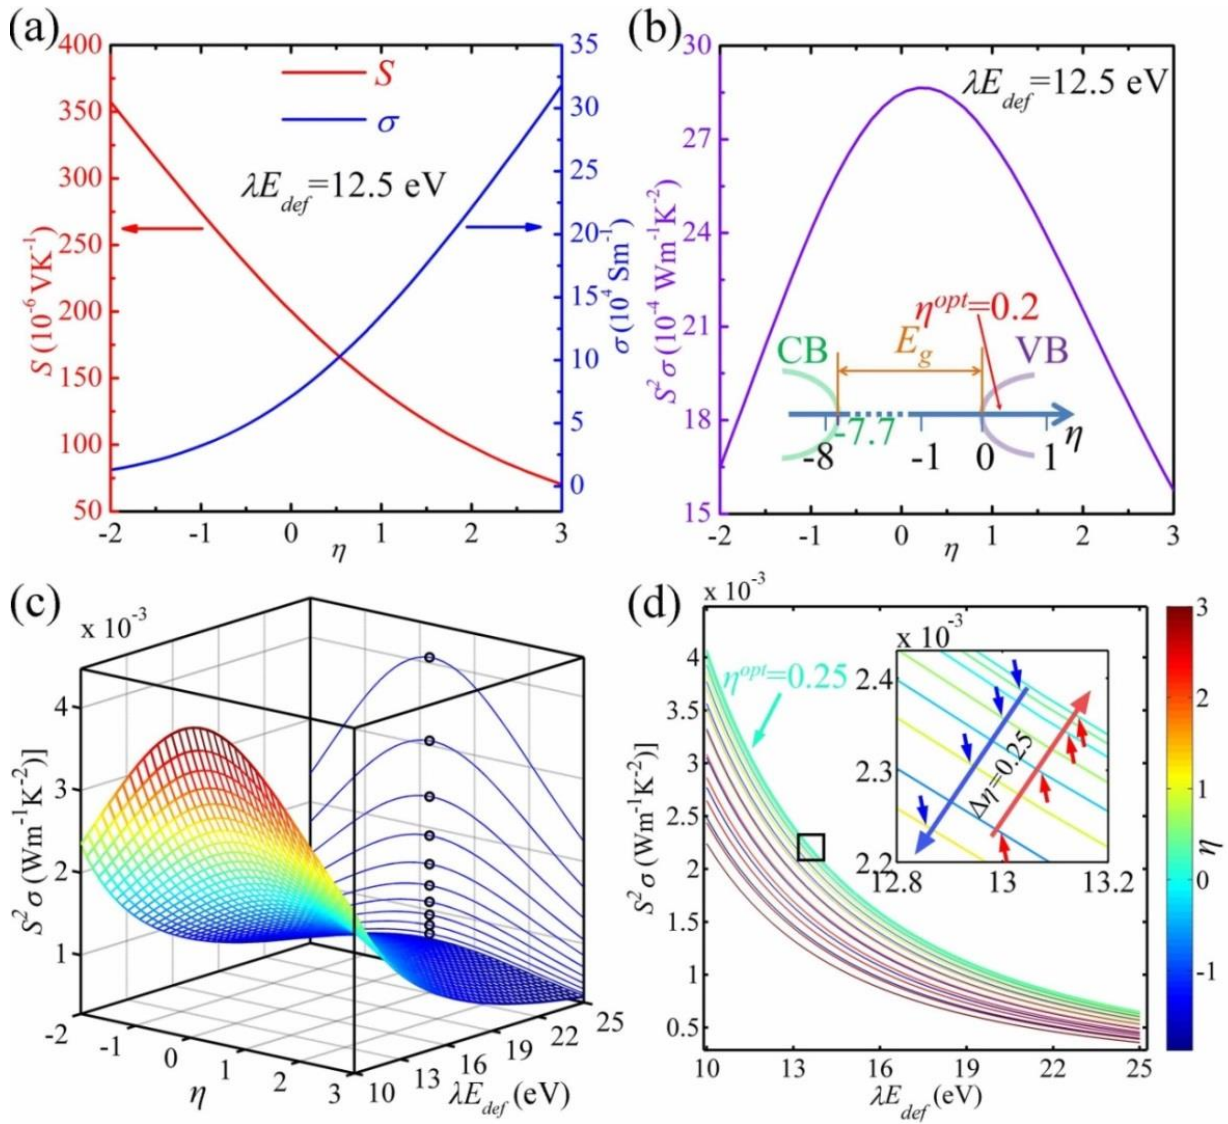 (a)
400
350
300
250
200
150
100
50
S (10⁻⁶ VK⁻¹)
S
σ
λE_def=12.5 eV
35
30
25
20
15
10
5
0
σ (10⁴ Sm⁻¹)
-2 -1 0 1 2 3
η
(b)
30
27
24
21
18
15
S² σ (10⁻⁴ Wm⁻¹K⁻²)
λE_def=12.5 eV
η^opt=0.2
CB E_g VB
-7.7
-8 -1 0 1 η
-2 -1 0 1 2 3
η
(c)
x 10⁻³
4
3
2
1
S² σ (Wm⁻¹K⁻²)]
-2 -1 0 1 2 3
η
10 13 16 19 22 25
λE_def (eV)
(d)
x 10⁻³
4
3.5
3
2.5
2
1.5
1
0.5
S² σ (Wm⁻¹K⁻²)]
η^opt=0.25
x 10⁻³
2.4
2.3
2.2
Δη=0.25
12.8 13 13.2
10 13 16 19 22 25
λE_def (eV)
3
2
1
0
-1
η